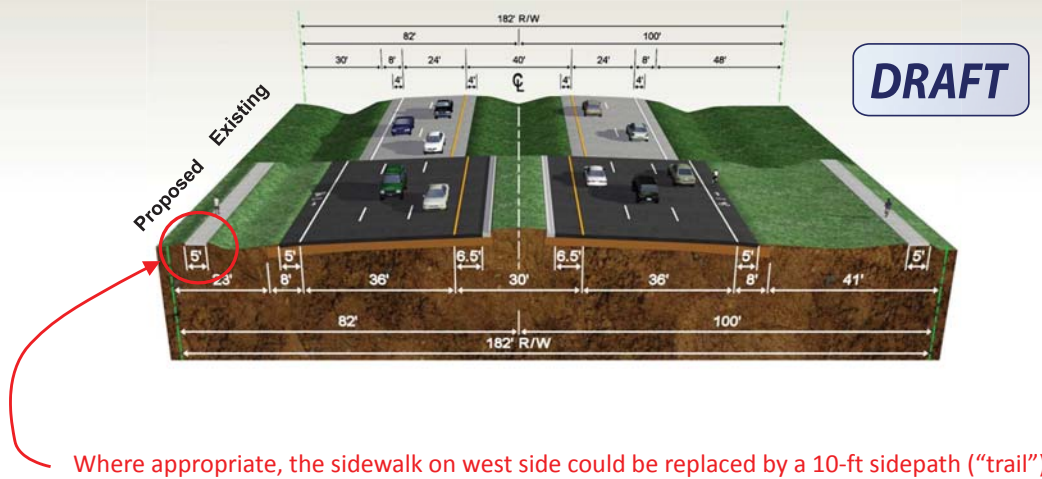 182' R/W
82' 100'
30' 8' 24' 40' 24' 8' 48'
4' 4' ℄ 4' 4'
DRAFT
Existing
Proposed
5' 5' 6.5' 6.5' 5' 5'
23' 8' 36' 30' 36' 8' 41'
82' 100'
182' R/W
Where appropriate, the sidewalk on west side could be replaced by a 10-ft sidepath (“trail”)